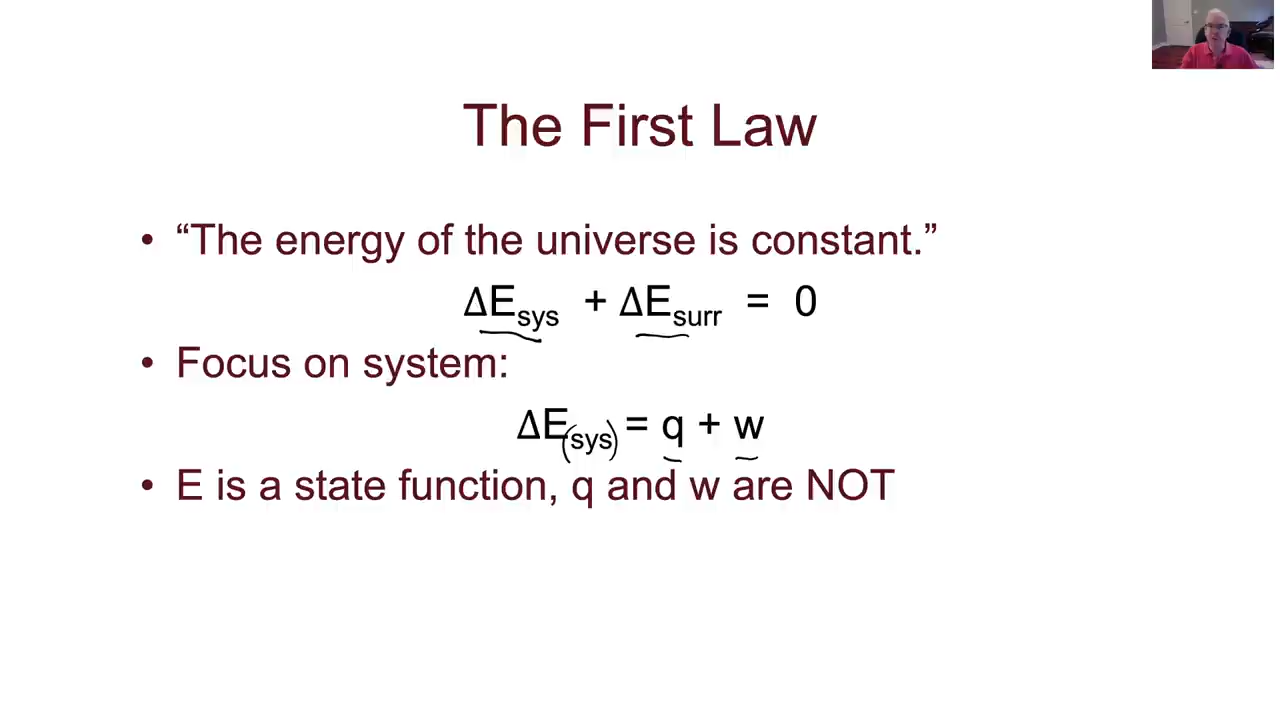 The First Law
• “The energy of the universe is constant.”
ΔEsys + ΔEsurr = 0
• Focus on system:
ΔE(sys) = q + w
• E is a state function, q and w are NOT